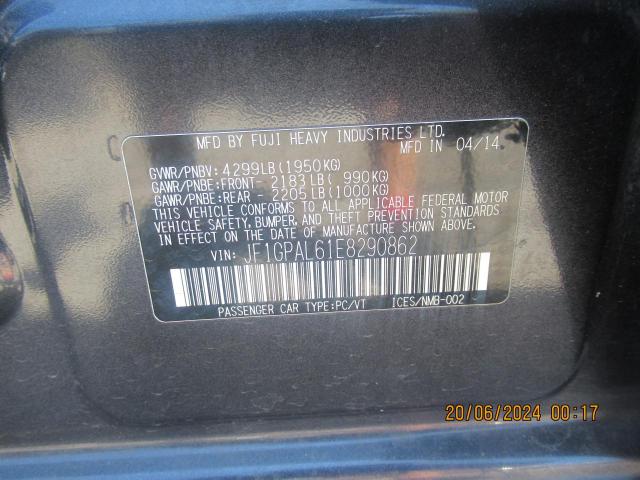 MFD BY FUJI HEAVY INDUSTRIES LTD.
MFD IN 04/14
GVWR/PNBV: 4299LB(1950KG)
GAWR/PNBE:FRONT 2183LB( 990KG)
GAWR/PNBE:REAR 2205LB(1000KG)
THIS VEHICLE CONFORMS TO ALL APPLICABLE FEDERAL MOTOR
VEHICLE SAFETY, BUMPER, AND THEFT PREVENTION STANDARDS
IN EFFECT ON THE DATE OF MANUFACTURE SHOWN ABOVE.
VIN: JF1GPAL61E8290862
PASSENGER CAR TYPE:PC/VT ICES/NMB-002
20/06/2024 00:17